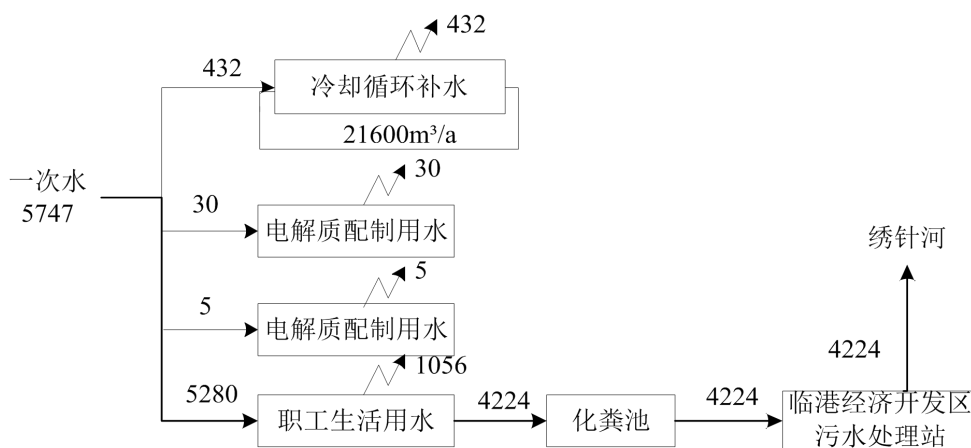 432
432
冷却循环补水
21600m³/a
一次水
5747
30
30
电解质配制用水
5
5
电解质配制用水
5280
1056
职工生活用水
4224
化粪池
4224
临港经济开发区
污水处理站
4224
绣针河